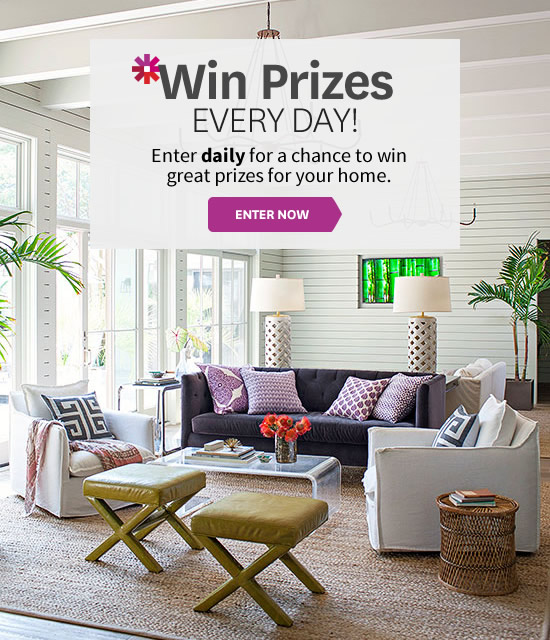 Win Prizes
EVERY DAY!
Enter daily for a chance to win
great prizes for your home.
ENTER NOW